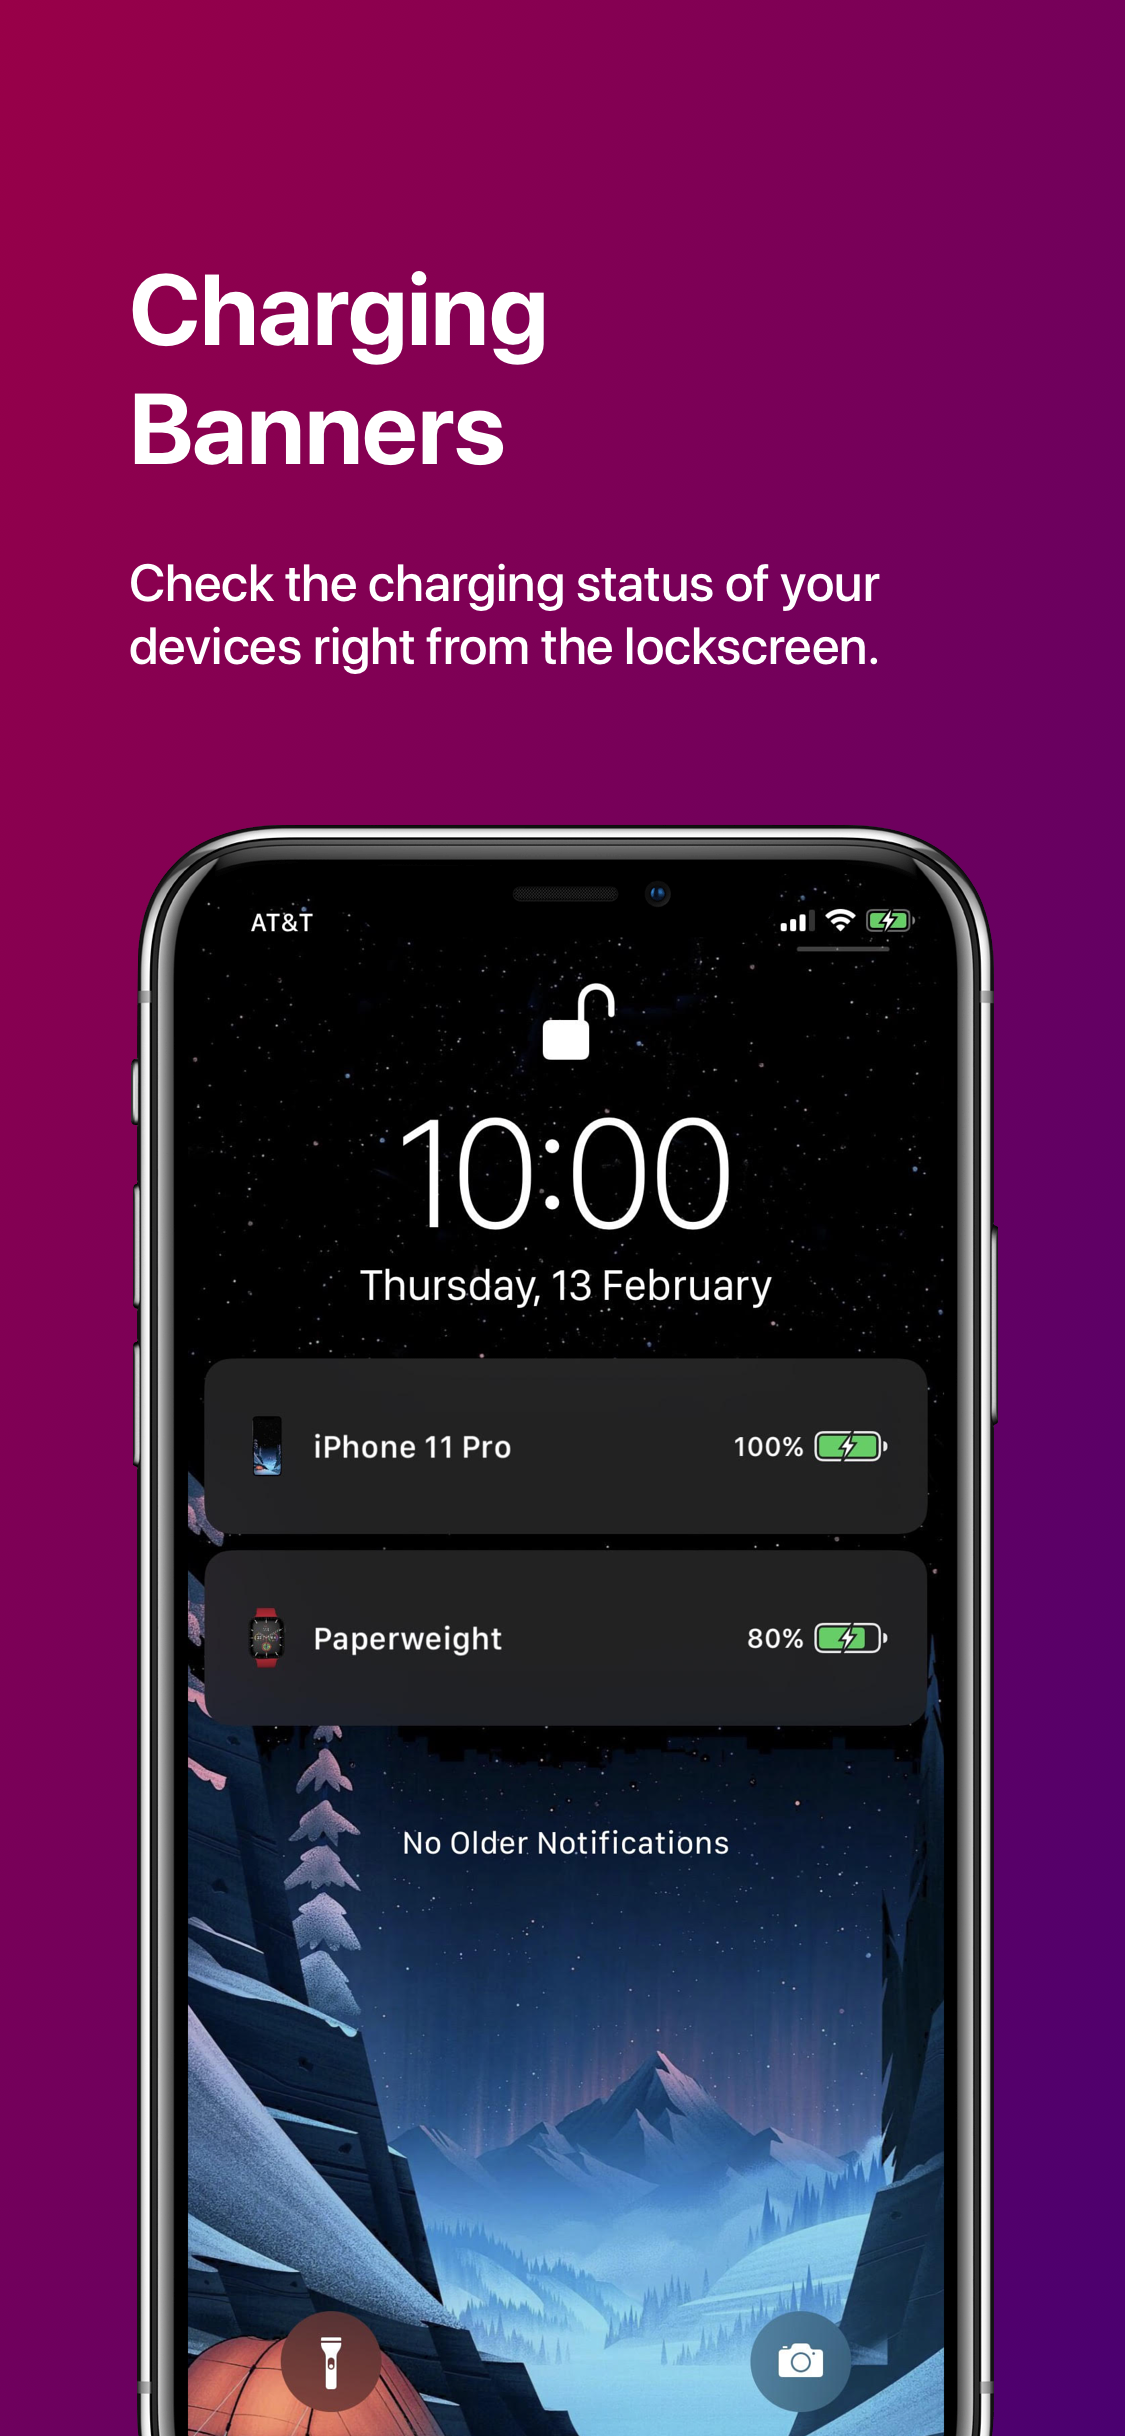 Charging
Banners
Check the charging status of your
devices right from the lockscreen.
AT&T
10:00
Thursday, 13 February
iPhone 11 Pro 100%
Paperweight 80%
No Older Notifications